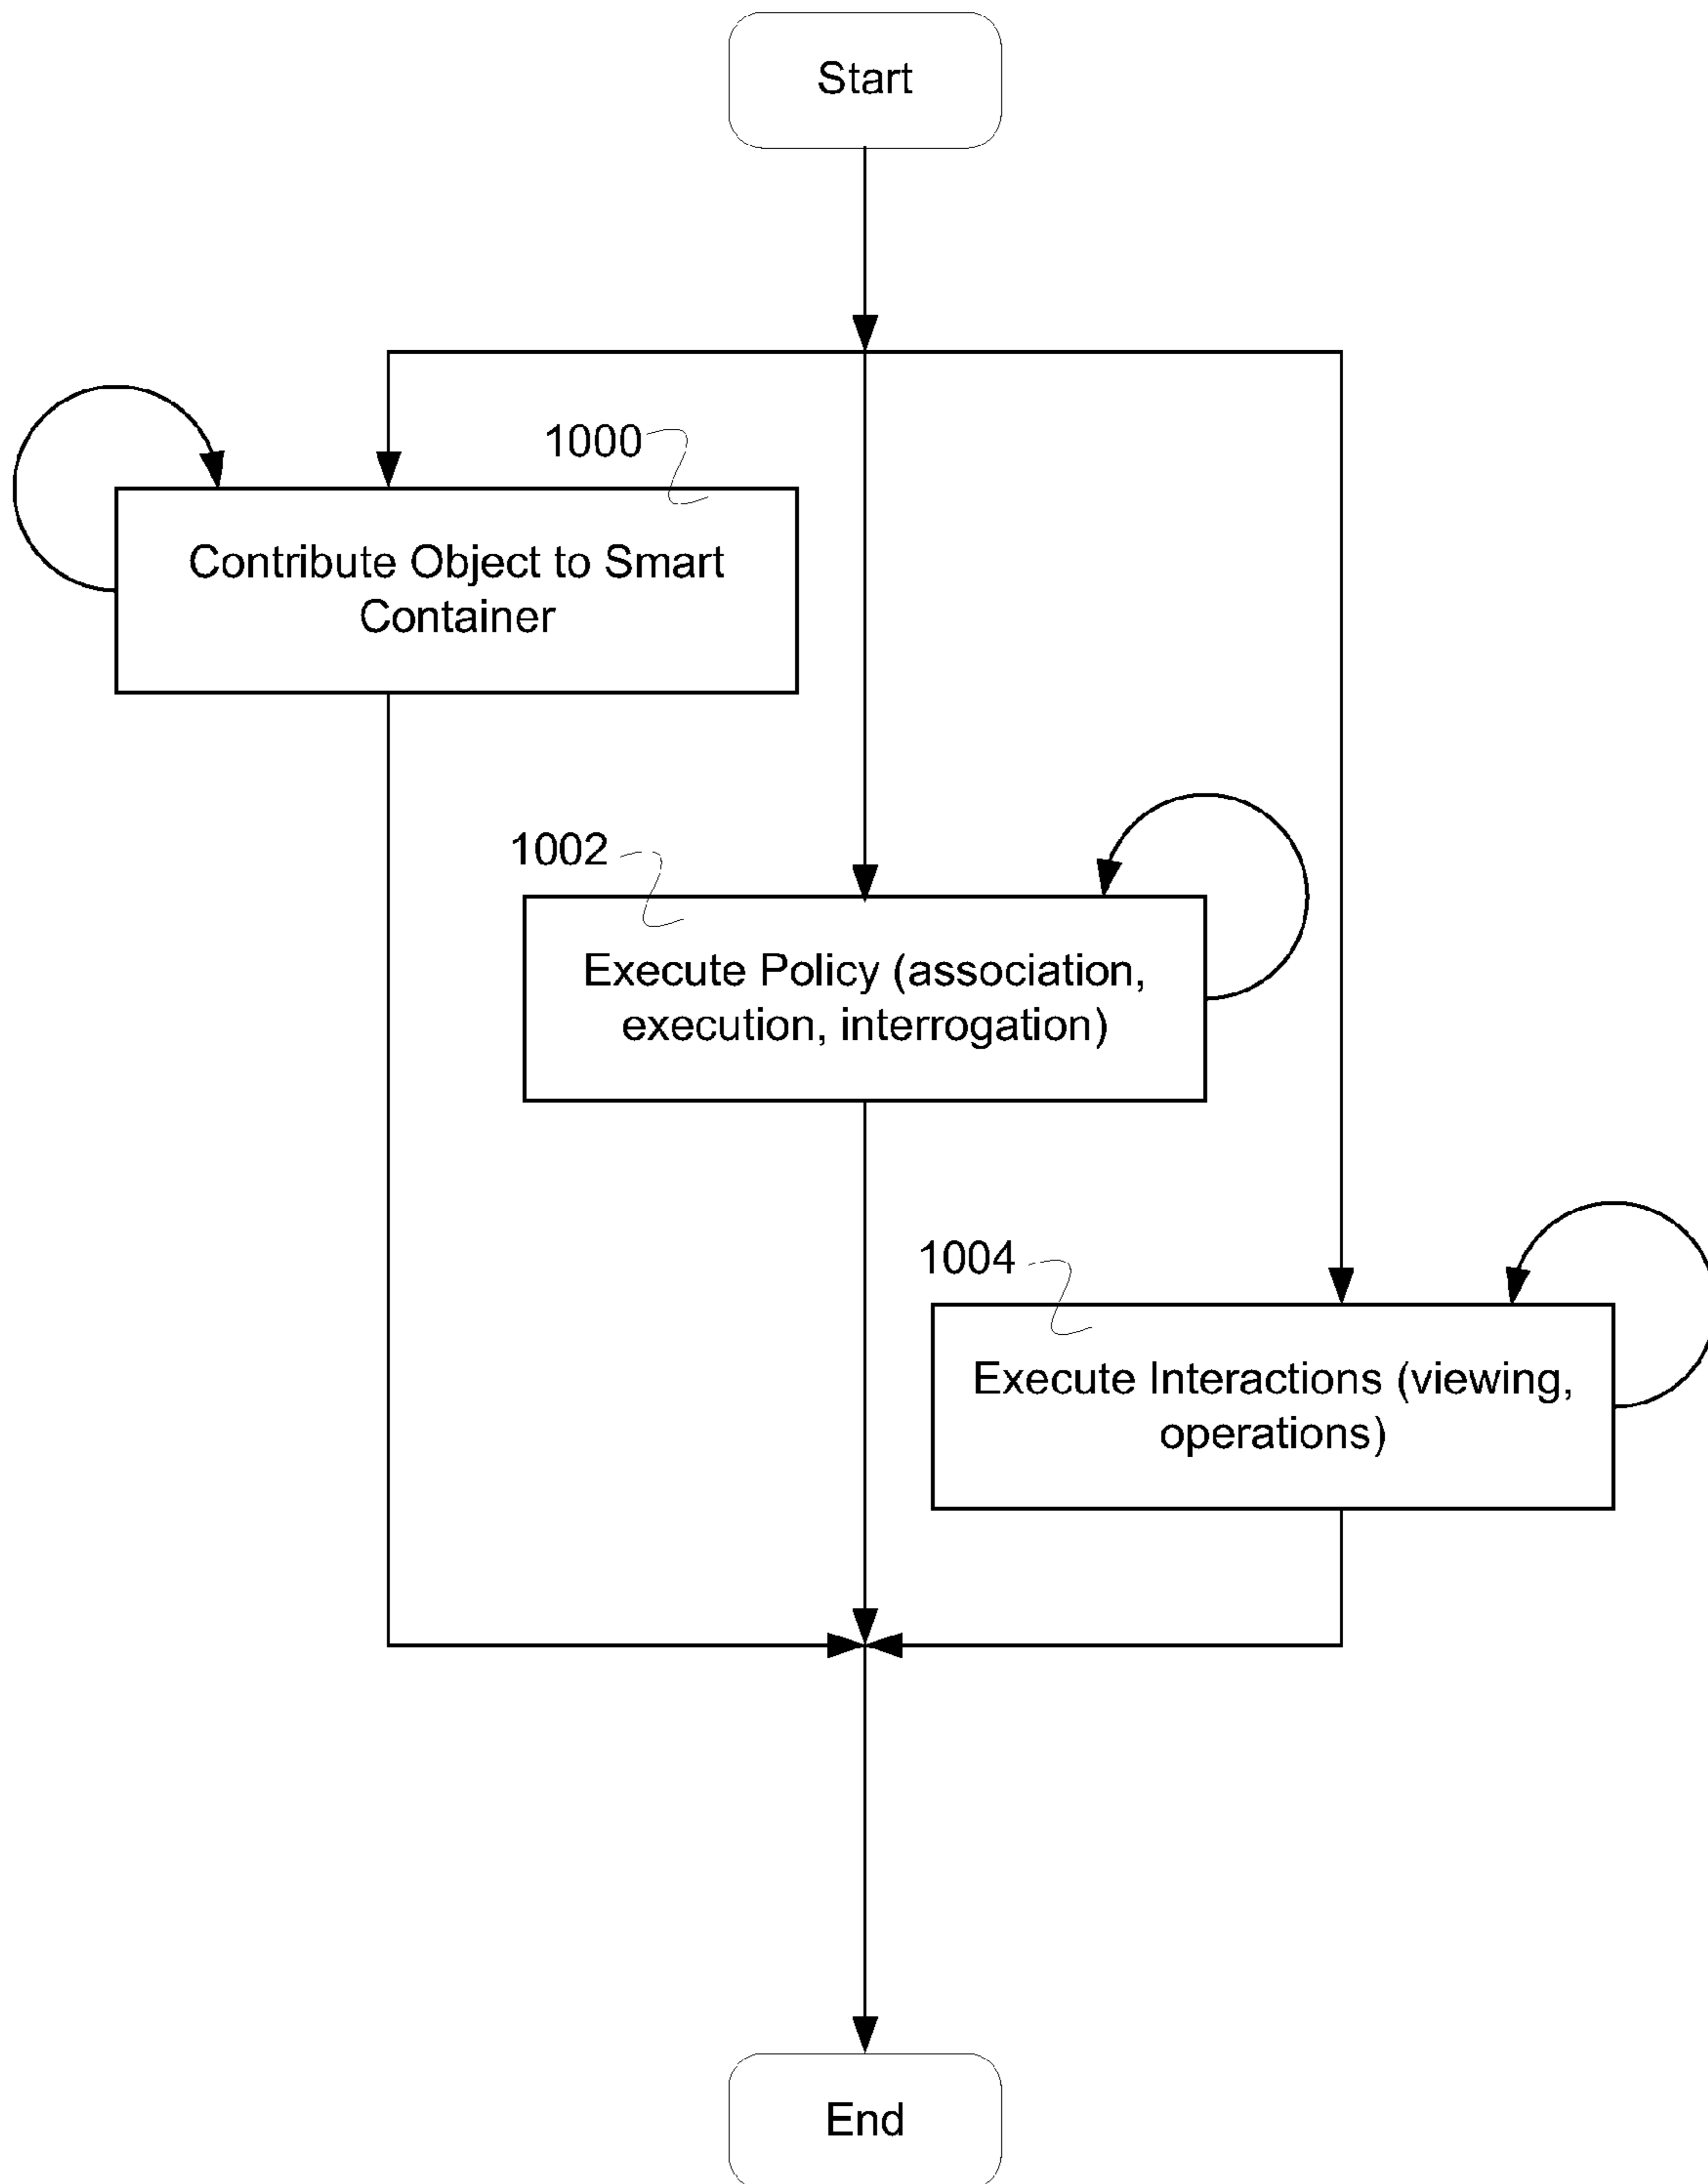 Start
1000
Contribute Object to Smart
Container
1002
Execute Policy (association,
execution, interrogation)
1004
Execute Interactions (viewing,
operations)
End